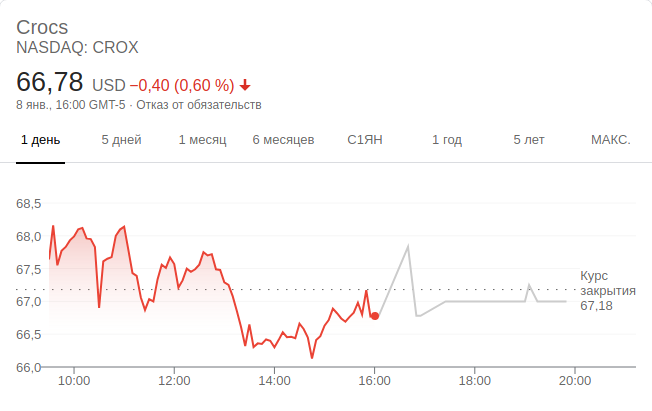 Crocs
NASDAQ: CROX
66,78 USD −0,40 (0,60 %)
8 янв., 16:00 GMT-5 · Отказ от обязательств
1 день 5 дней 1 месяц 6 месяцев С1ЯН 1 год 5 лет МАКС.
68,5
68,0
67,5
67,0
66,5
66,0
Курс
закрытия
67,18
10:00 12:00 14:00 16:00 18:00 20:00